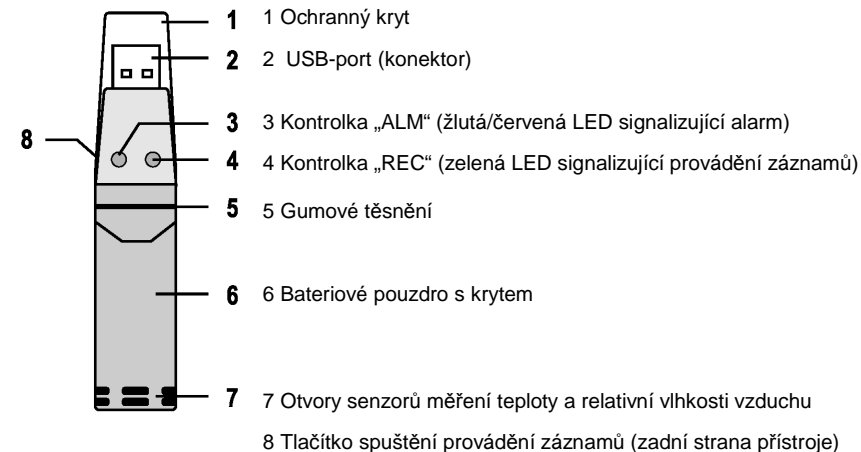 1 1 Ochranný kryt
2 2 USB-port (konektor)
3 3 Kontrolka „ALM“ (žlutá/červená LED signalizující alarm)
8
4 4 Kontrolka „REC“ (zelená LED signalizující provádění záznamů)
5 5 Gumové těsnění
6 6 Bateriové pouzdro s krytem
7 7 Otvory senzorů měření teploty a relativní vlhkosti vzduchu
8 Tlačítko spuštění provádění záznamů (zadní strana přístroje)